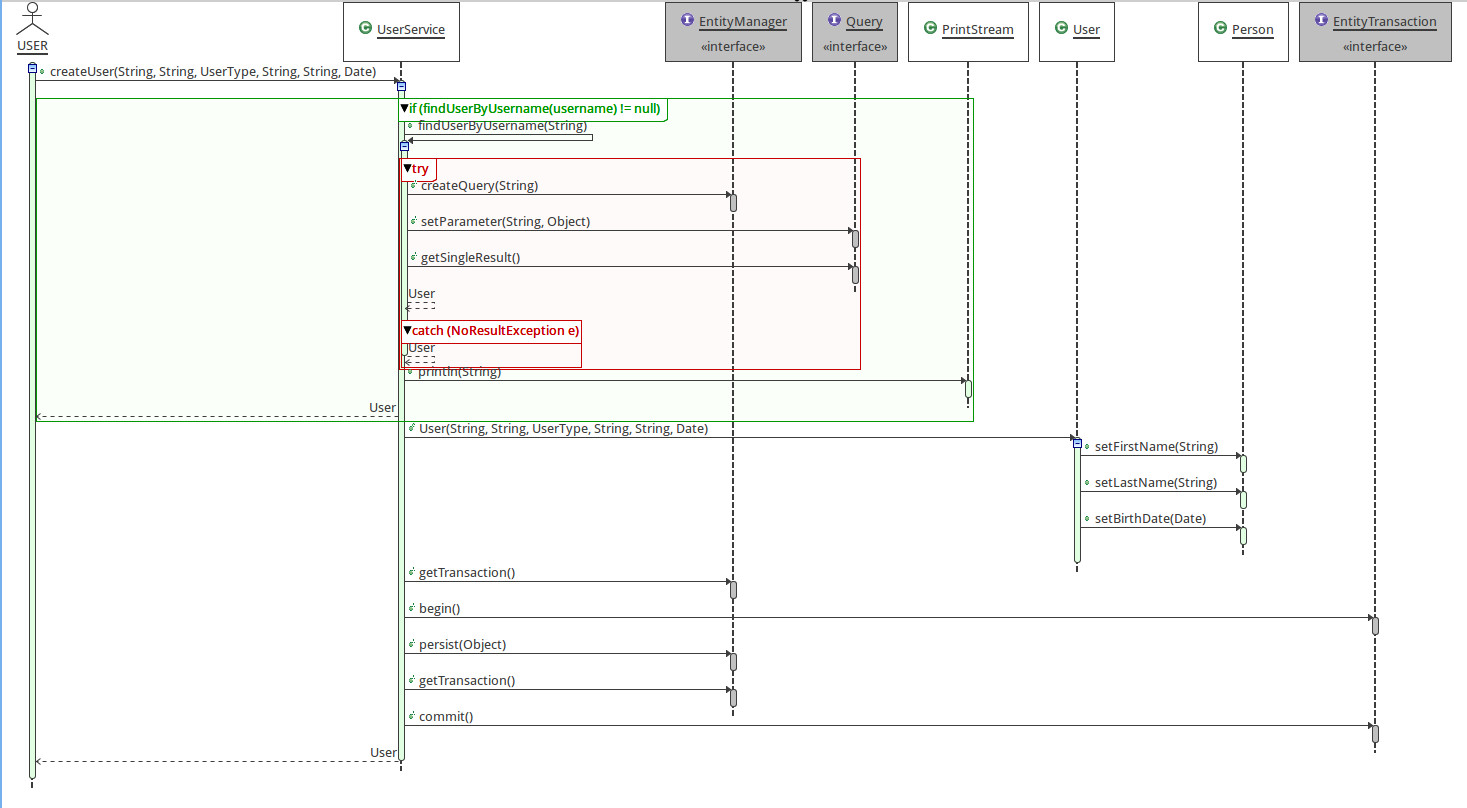 USER
UserService
EntityManager
«interface»
Query
«interface»
PrintStream
User
Person
EntityTransaction
«interface»
createUser(String, String, UserType, String, String, Date)
if (findUserByUsername(username) != null)
findUserByUsername(String)
try
createQuery(String)
setParameter(String, Object)
getSingleResult()
User
catch (NoResultException e)
User
println(String)
User
User(String, String, UserType, String, String, Date)
setFirstName(String)
setLastName(String)
setBirthDate(Date)
getTransaction()
begin()
persist(Object)
getTransaction()
commit()
User